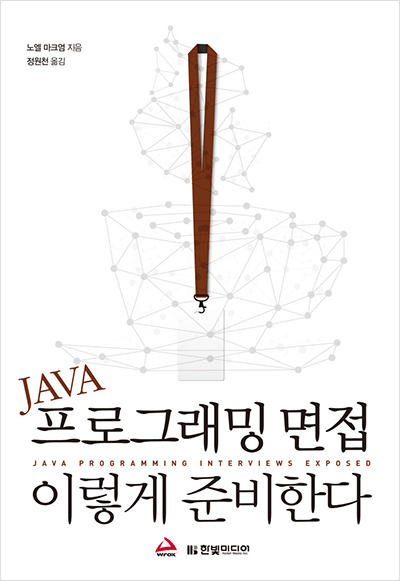 노엘 마크엄 지음
정원천 옮김
JAVA
프로그래밍 면접
JAVA PROGRAMMING INTERVIEWS EXPOSED
이렇게 준비한다
wrox
한빛미디어